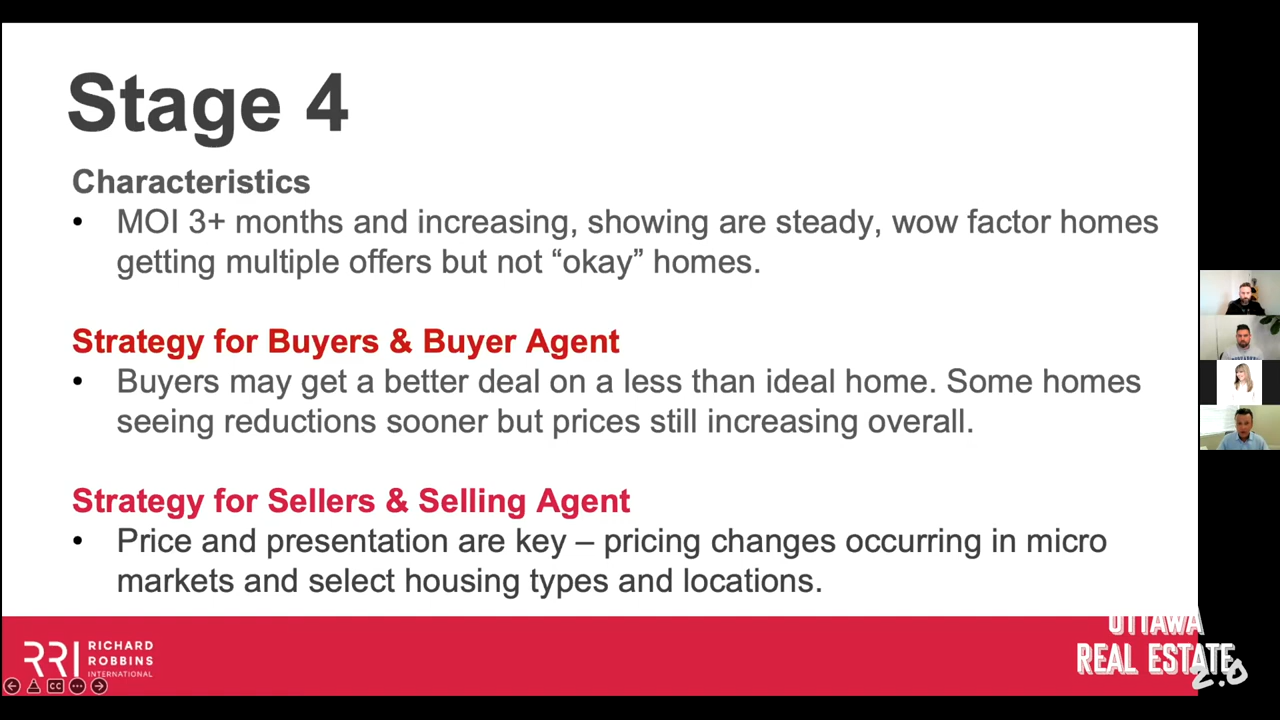 Stage 4
Characteristics
• MOI 3+ months and increasing, showing are steady, wow factor homes
getting multiple offers but not “okay” homes.
Strategy for Buyers & Buyer Agent
• Buyers may get a better deal on a less than ideal home. Some homes
seeing reductions sooner but prices still increasing overall.
Strategy for Sellers & Selling Agent
• Price and presentation are key – pricing changes occurring in micro
markets and select housing types and locations.
RRI
RICHARD
ROBBINS
INTERNATIONAL
CC
OTTAWA
REAL ESTATE
2.0